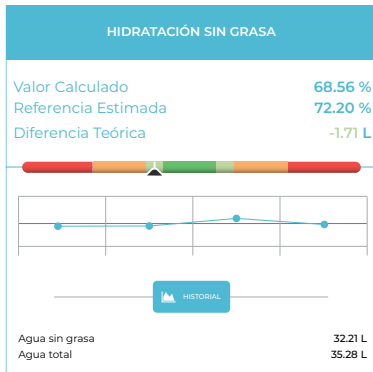 HIDRATACIÓN SIN GRASA
Valor Calculado 68.56 %
Referencia Estimada 72.20 %
Diferencia Teórica -1.71 L
HISTORIAL
Agua sin grasa 32.21 L
Agua total 35.28 L